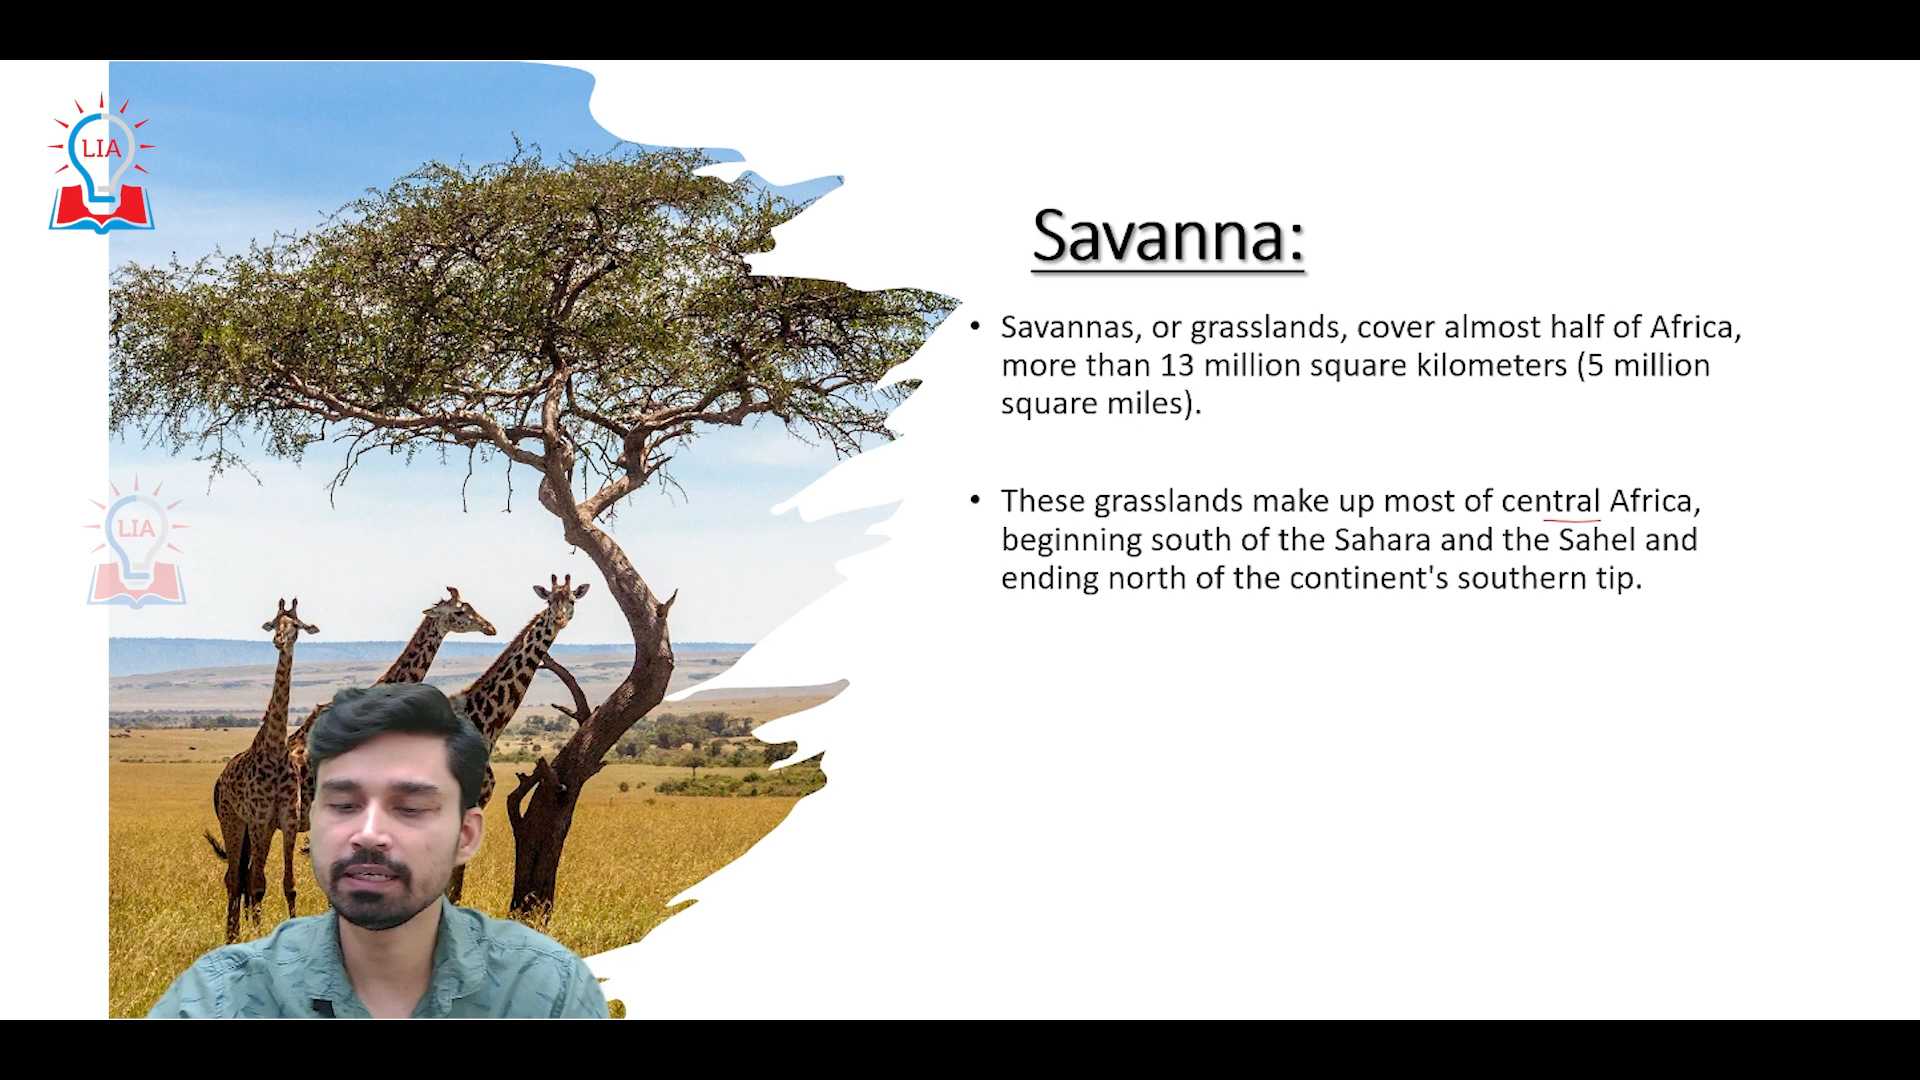 LIA
Savanna:
• Savannas, or grasslands, cover almost half of Africa,
more than 13 million square kilometers (5 million
square miles).
• These grasslands make up most of central Africa,
beginning south of the Sahara and the Sahel and
ending north of the continent's southern tip.
LIA